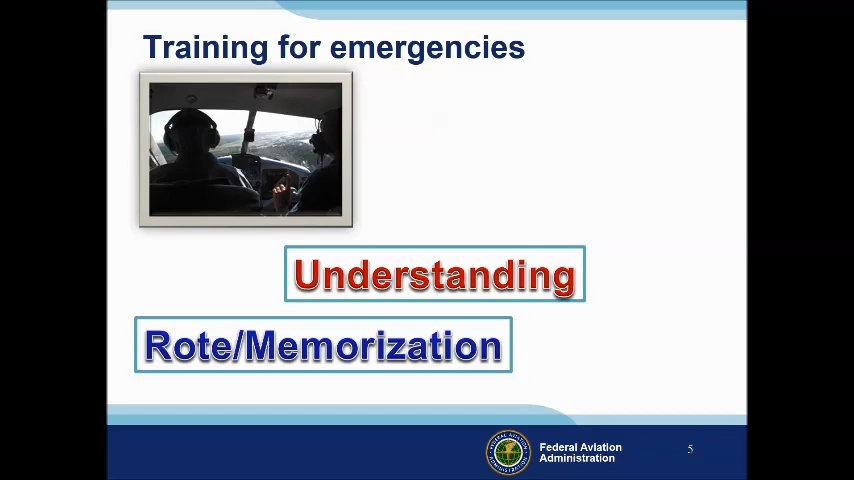 Training for emergencies
Understanding
Rote/Memorization
Federal Aviation
Administration
5